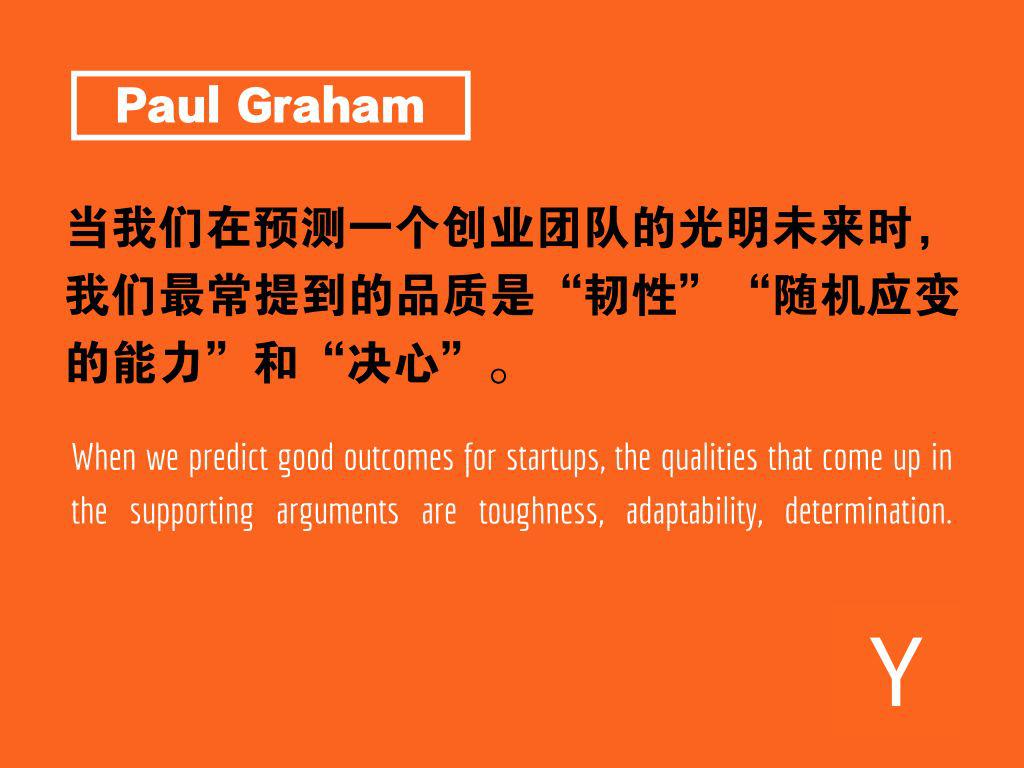 Paul Graham
当我们在预测一个创业团队的光明未来时，
我们最常提到的品质是“韧性”“随机应变
的能力”和“决心”。
When we predict good outcomes for startups, the qualities that come up in
the supporting arguments are toughness, adaptability, determination.
Y